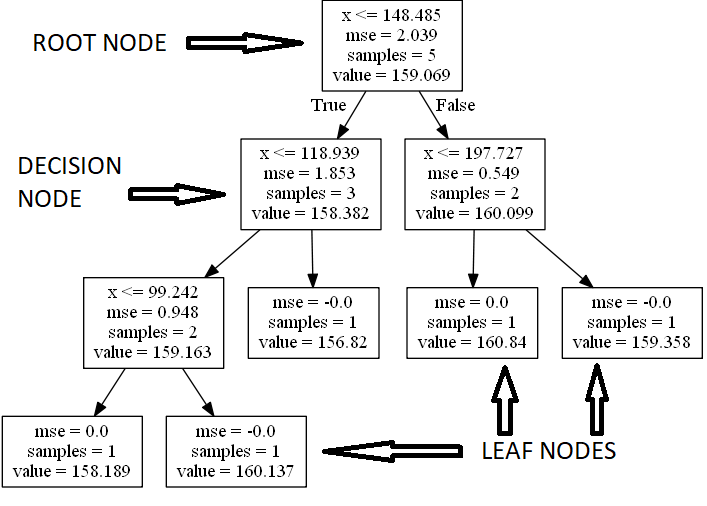 x <= 148.485
mse = 2.039
samples = 5
value = 159.069
ROOT NODE
True
False
x <= 118.939
mse = 1.853
samples = 3
value = 158.382
x <= 197.727
mse = 0.549
samples = 2
value = 160.099
DECISION
NODE
x <= 99.242
mse = 0.948
samples = 2
value = 159.163
mse = -0.0
samples = 1
value = 156.82
mse = 0.0
samples = 1
value = 160.84
mse = -0.0
samples = 1
value = 159.358
mse = 0.0
samples = 1
value = 158.189
mse = -0.0
samples = 1
value = 160.137
LEAF NODES